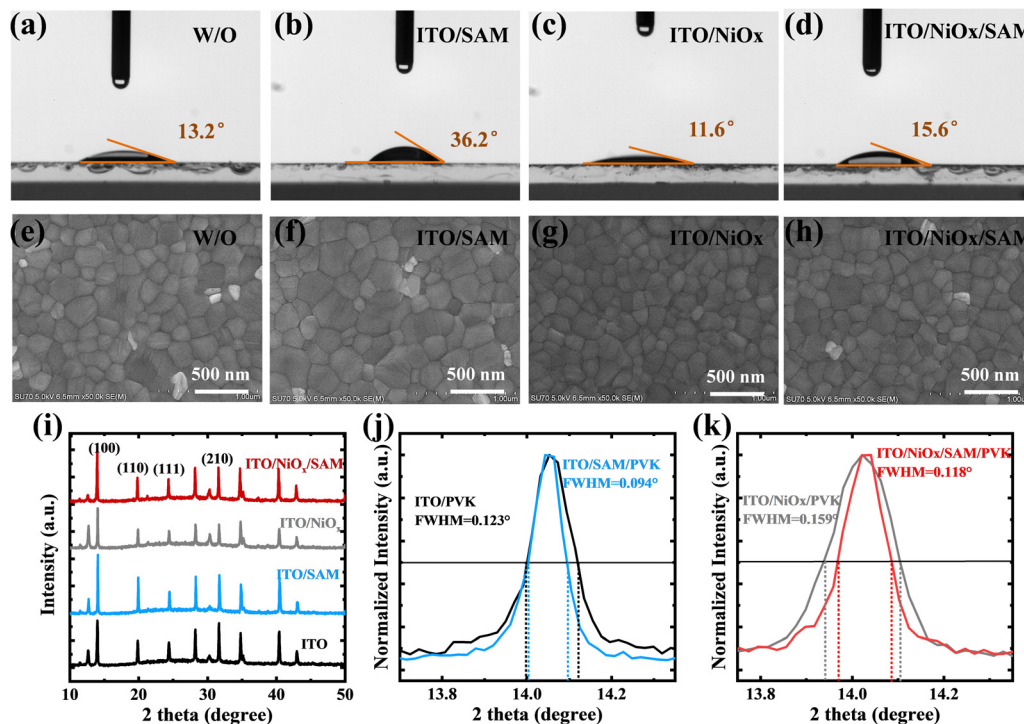 (a) W/O
13.2°
(b) ITO/SAM
36.2°
(c) ITO/NiOx
11.6°
(d) ITO/NiOx/SAM
15.6°
(e) W/O
500 nm
SU70 5.0kV 6.5mm x50.0k SE(M) 1.00um
(f) ITO/SAM
500 nm
SU70 5.0kV 6.5mm x50.0k SE(M) 1.00um
(g) ITO/NiOx
500 nm
SU70 5.0kV 6.5mm x50.0k SE(M) 1.00um
(h) ITO/NiOx/SAM
500 nm
SU70 5.0kV 6.5mm x50.0k SE(M) 1.00um
(i)
Intensity (a.u.)
(100)
(110)
(111)
(210)
ITO/NiOx/SAM
ITO/NiOx
ITO/SAM
ITO
10 20 30 40 50
2 theta (degree)
(j)
Normalized Intensity (a.u.)
ITO/SAM/PVK
FWHM=0.094°
ITO/PVK
FWHM=0.123°
13.8 14.0 14.2
2 theta (degree)
(k)
Normalized Intensity (a.u.)
ITO/NiOx/SAM/PVK
FWHM=0.118°
ITO/NiOx/PVK
FWHM=0.159°
13.8 14.0 14.2
2 theta (degree)